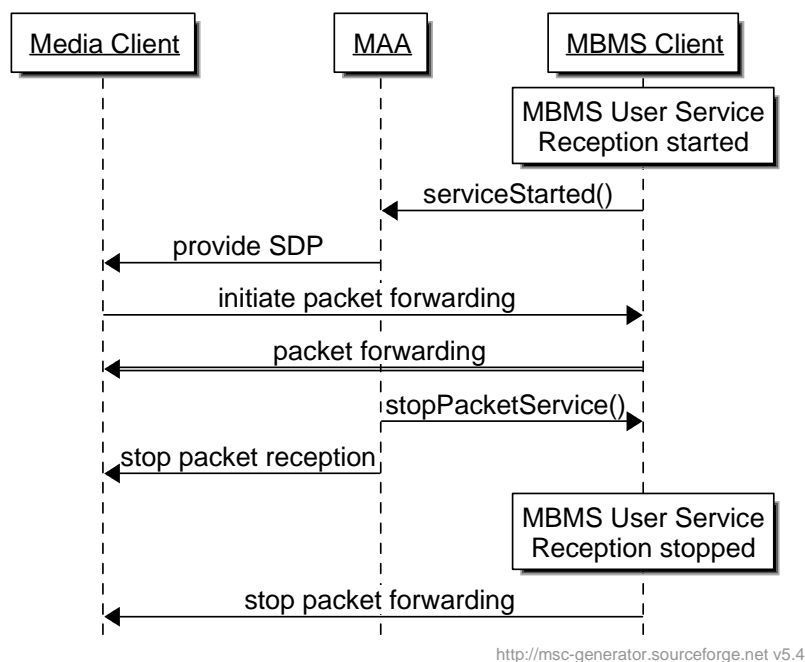 Media Client
MAA
MBMS Client
MBMS User Service
Reception started
serviceStarted()
provide SDP
initiate packet forwarding
packet forwarding
stopPacketService()
stop packet reception
MBMS User Service
Reception stopped
stop packet forwarding
http://msc-generator.sourceforge.net v5.4